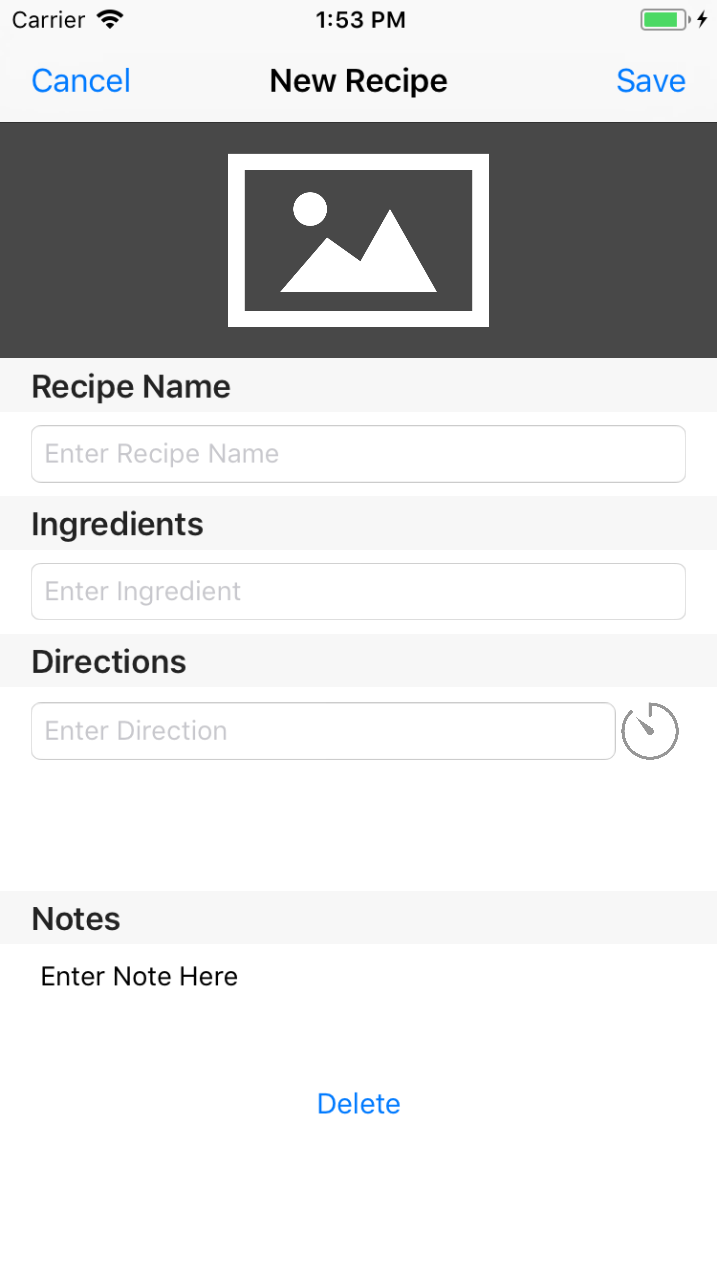 Carrier 1:53 PM
Cancel New Recipe Save
Recipe Name
Enter Recipe Name
Ingredients
Enter Ingredient
Directions
Enter Direction
Notes
Enter Note Here
Delete